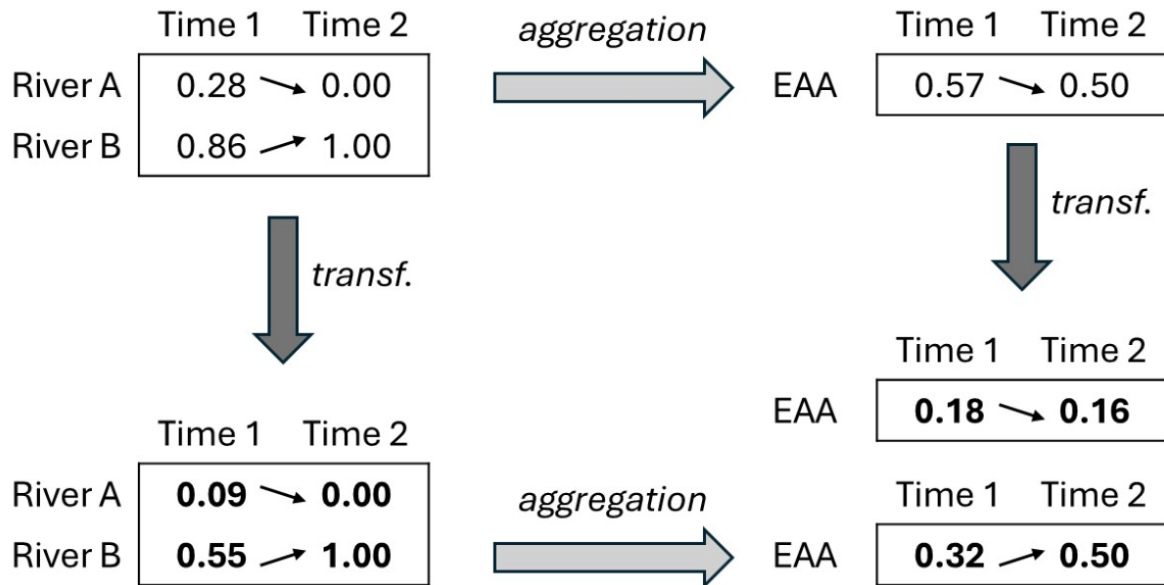 Time 1 Time 2
River A 0.28 0.00
River B 0.86 1.00
aggregation
EAA 0.57 0.50
transf.
transf.
Time 1 Time 2
EAA 0.18 0.16
Time 1 Time 2
River A 0.09 0.00
River B 0.55 1.00
aggregation
Time 1 Time 2
EAA 0.32 0.50
Time 1 Time 2